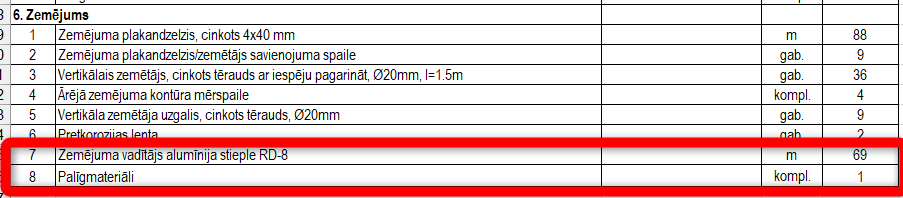 6. Zemējums
1 Zemējuma plakandzelzis, cinkots 4x40 mm m 88
2 Zemējuma plakandzelzis/zemētājs savienojuma spaile gab. 9
3 Vertikālais zemētājs, cinkots tērauds ar iespēju pagarināt, Ø20mm, l=1.5m gab. 36
4 Ārējā zemējuma kontūra mērspaile kompl. 4
5 Vertikāla zemētāja uzgalis, cinkots tērauds, Ø20mm gab. 9
6 Pretkorozijas lenta gab. 2
7 Zemējuma vadītājs alumīnija stieple RD-8 m 69
8 Palīgmateriāli kompl. 1